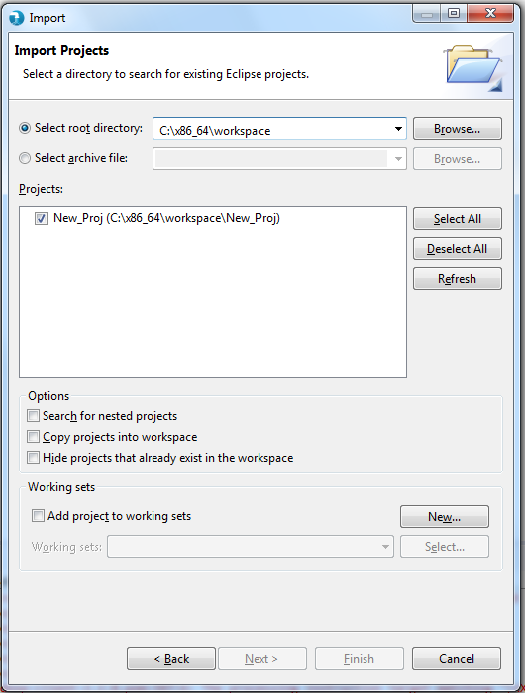 Import
Import Projects
Select a directory to search for existing Eclipse projects.
Select root directory: C:\x86_64\workspace Browse...
Select archive file: Browse...
Projects:
New_Proj (C:\x86_64\workspace\New_Proj)
Select All
Deselect All
Refresh
Options
Search for nested projects
Copy projects into workspace
Hide projects that already exist in the workspace
Working sets
Add project to working sets New...
Working sets: Select...
< Back Next > Finish Cancel